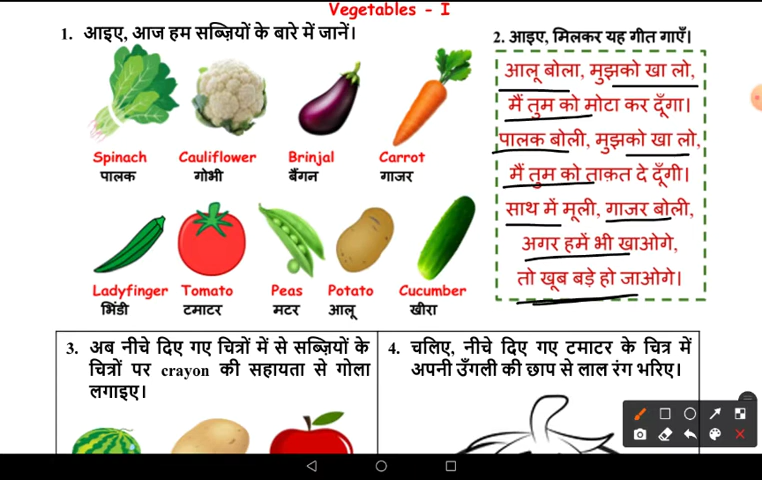 Vegetables - I
1. आइए, आज हम सब्ज़ियों के बारे में जानें।
Spinach Cauliflower Brinjal Carrot
पालक गोभी बैंगन गाजर
Ladyfinger Tomato Peas Potato Cucumber
भिंडी टमाटर मटर आलू खीरा
2. आइए, मिलकर यह गीत गाएँ।
आलू बोला, मुझको खा लो,
मैं तुम को मोटा कर दूँगा।
पालक बोली, मुझको खा लो,
मैं तुम को ताक़त दे दूँगी।
साथ में मूली, गाजर बोली,
अगर हमें भी खाओगे,
तो खूब बड़े हो जाओगे।
3. अब नीचे दिए गए चित्रों में से सब्ज़ियों के
चित्रों पर crayon की सहायता से गोला
लगाइए।
4. चलिए, नीचे दिए गए टमाटर के चित्र में
अपनी उँगली की छाप से लाल रंग भरिए।